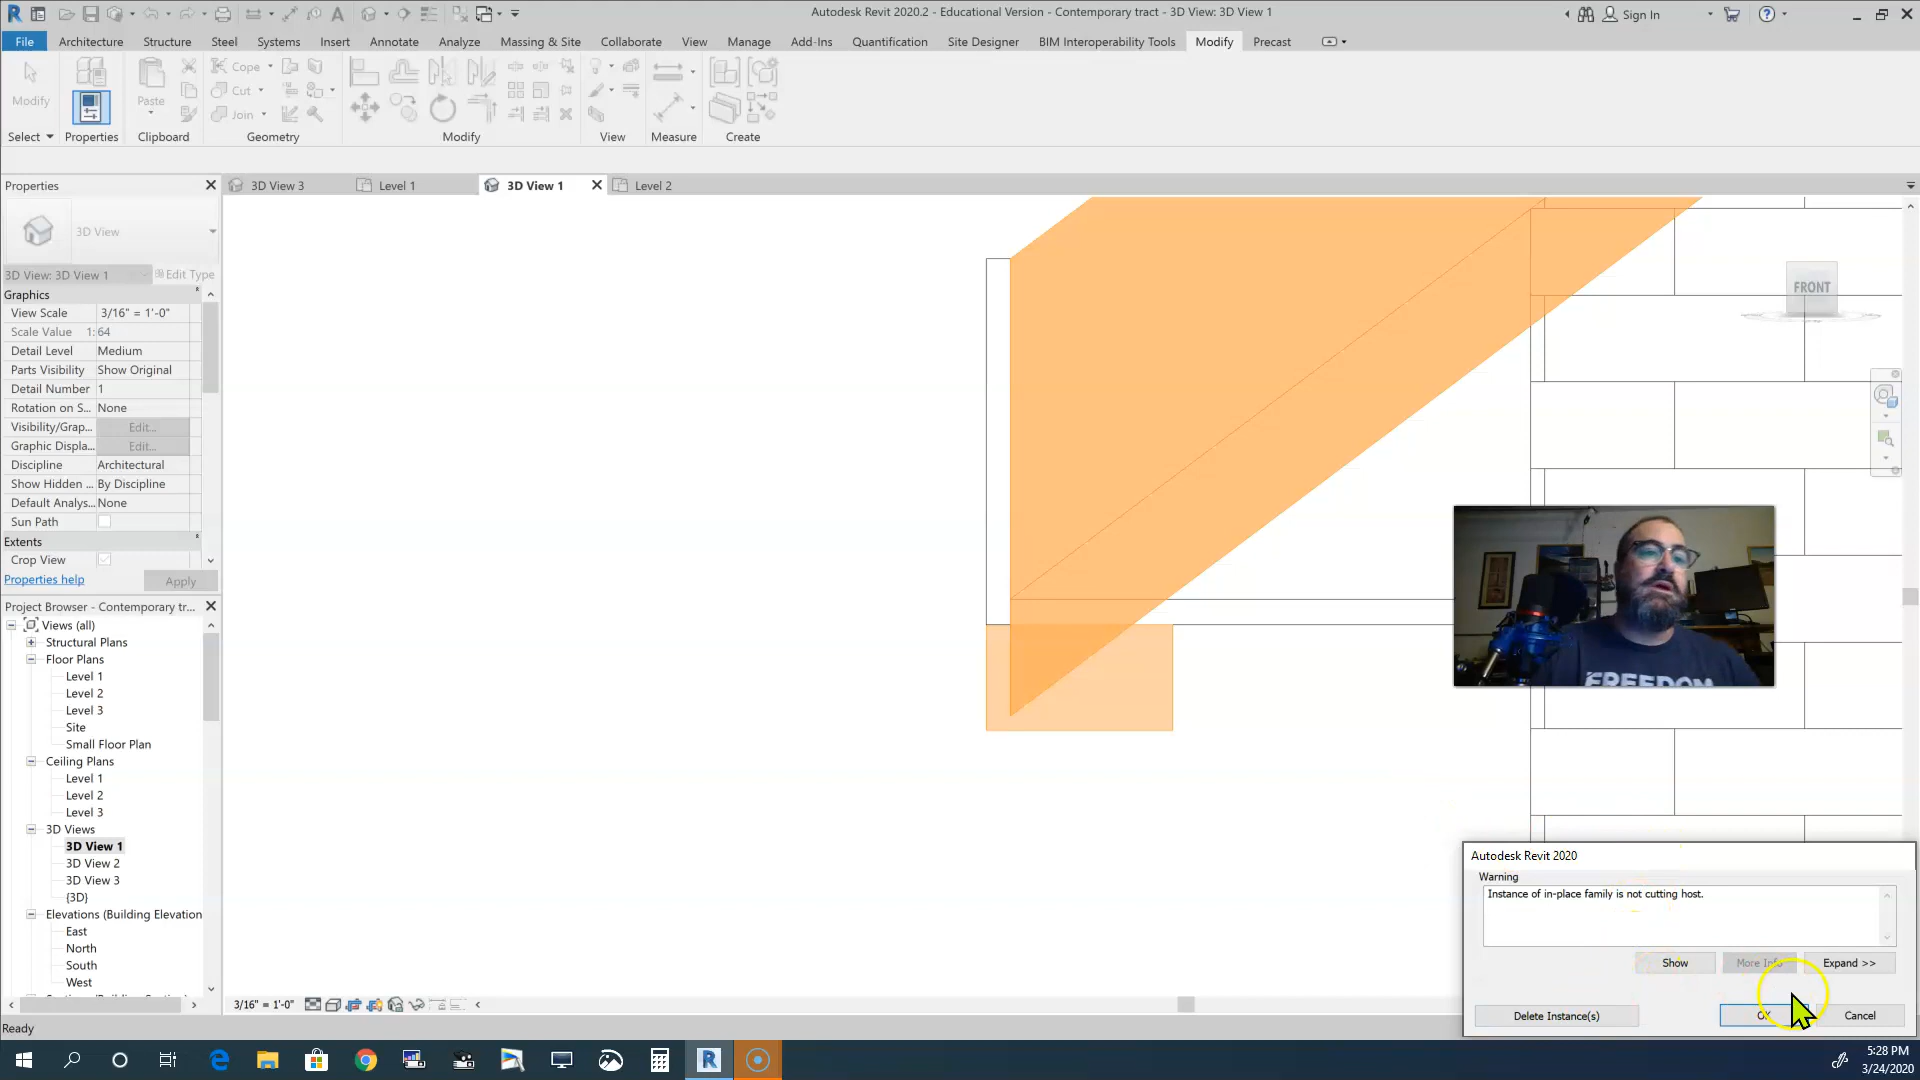 Autodesk Revit 2020.2 - Educational Version - Contemporary tract - 3D View: 3D View 1
Sign In
File Architecture Structure Steel Systems Insert Annotate Analyze Massing & Site Collaborate View Manage Add-Ins Quantification Site Designer BIM Interoperability Tools Modify Precast
Cope
Cut
Join
Modify
Paste
Select Properties Clipboard Geometry Modify View Measure Create
Properties
3D View 3
Level 1
3D View 1
Level 2
3D View
3D View: 3D View 1
Edit Type
Graphics
View Scale 3/16" = 1'-0"
Scale Value 1: 64
Detail Level Medium
Parts Visibility Show Original
Detail Number 1
Rotation on S... None
Visibility/Grap... Edit...
Graphic Displa... Edit...
Discipline Architectural
Show Hidden ... By Discipline
Default Analys... None
Sun Path
Extents
Crop View
Properties help
Apply
FRONT
Project Browser - Contemporary tr...
Views (all)
Structural Plans
Floor Plans
Level 1
Level 2
Level 3
Site
Small Floor Plan
Ceiling Plans
Level 1
Level 2
Level 3
3D Views
3D View 1
3D View 2
3D View 3
{3D}
Elevations (Building Elevation
East
North
South
West
FREEDOM
Autodesk Revit 2020
Warning
Instance of in-place family is not cutting host.
Show
More Info
Expand >>
Delete Instance(s)
OK
Cancel
3/16" = 1'-0"
Ready
5:28 PM
3/24/2020